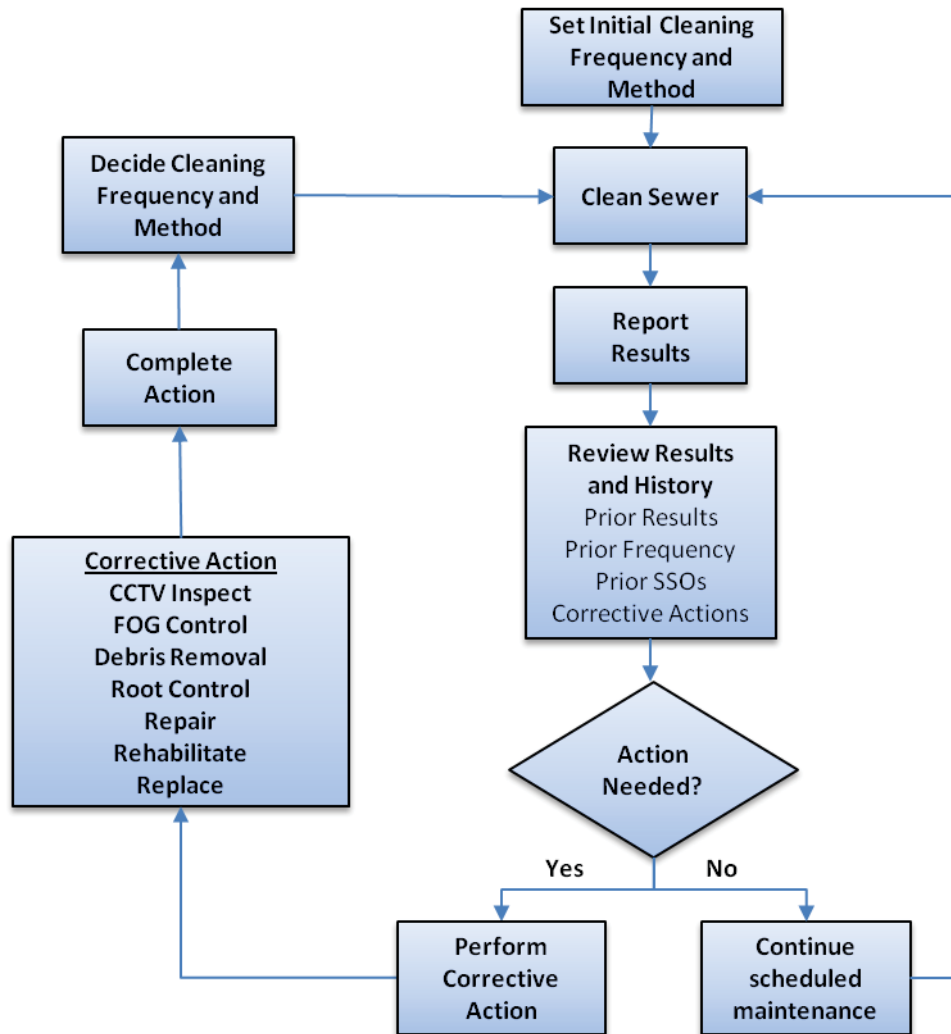 Set Initial Cleaning
Frequency and
Method
Decide Cleaning
Frequency and
Method
Clean Sewer
Report
Results
Complete
Action
Review Results
and History
Prior Results
Prior Frequency
Prior SSOs
Corrective Actions
Corrective Action
CCTV Inspect
FOG Control
Debris Removal
Root Control
Repair
Rehabilitate
Replace
Action
Needed?
Yes
No
Perform
Corrective
Action
Continue
scheduled
maintenance